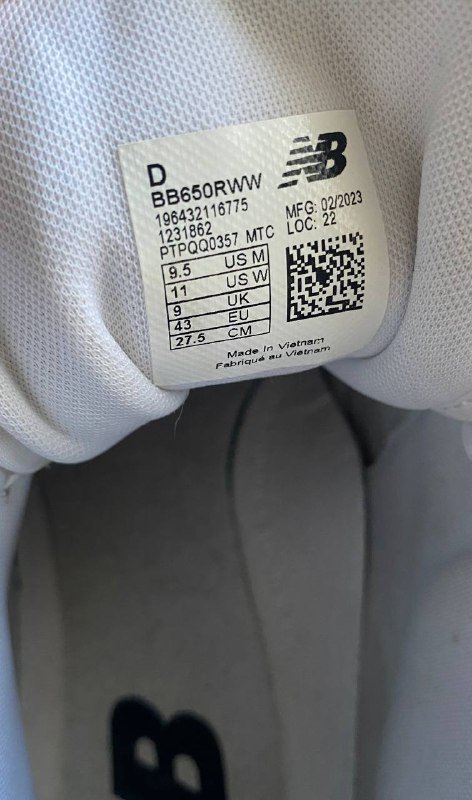 D
NB
BB650RWW
196432116775
1231862
PTPQQ0357 MTC
MFG: 02/2023
LOC: 22
9.5 US M
11 US W
9 UK
43 EU
27.5 CM
Made In Vietnam
Fabriqué au Vietnam
B